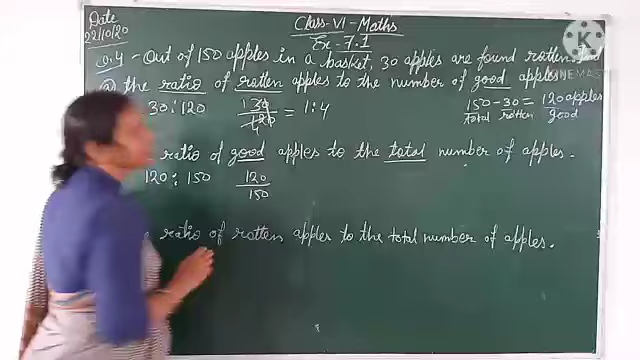 Date
22/10/20
Class-VI-Maths
Ex-7.1
Q.4- Out of 150 apples in a basket, 30 apples are found rotten.
@ the ratio of rotten apples to the number of good apples
30:120 130/1204 = 1:4
150-30 = 120 apples
total rotten good
ratio of good apples to the total number of apples.
120:150 120/150
ratio of rotten apples to the total number of apples.
K
KINEMASTER